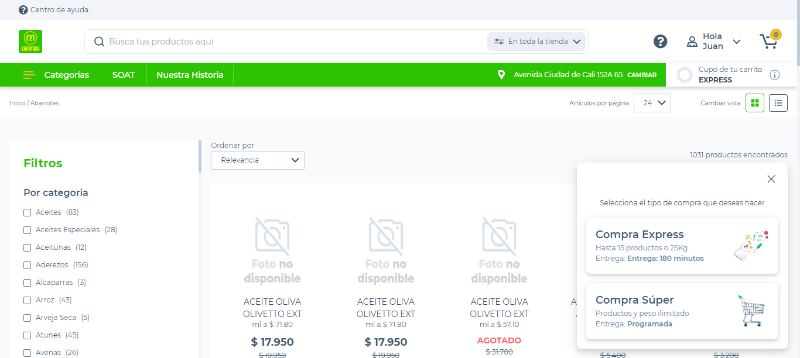 Centro de ayuda
Busca tus productos aquí
En toda la tienda
Hola
Juan
0
Categorías
SOAT
Nuestra Historia
Avenida Ciudad de Cali 152A 65 CAMBIAR
Cupo de tu carrito
EXPRESS
Inicio / Abarrotes
Artículos por página
24
Cambiar vista
Filtros
Ordenar por
Relevancia
1031 productos encontrados
Por categoria
Aceites (83)
Aceites Especiales (28)
Aceitunas (12)
Aderezos (156)
Alcaparras (3)
Arroz (43)
Arveja Seca (5)
Atunes (49)
Avenas (26)
Foto no
disponible
ACEITE OLIVA
OLIVETTO EXT
ml a $ 71.80
$ 17.950
$ 19.950
Foto no
disponible
ACEITE OLIVA
OLIVETTO EXT
ml a $ 71.80
$ 17.950
$ 19.950
Foto no
disponible
ACEITE OLIVA
OLIVETTO EXT
ml a $ 57.10
AGOTADO
$ 31.700
$ 5.400
$ 3.200
Selecciona el tipo de compra que deseas hacer
Compra Express
Hasta 15 productos o 25Kg
Entrega: Entrega: 180 minutos
Compra Súper
Productos y peso ilimitado
Entrega: Programada